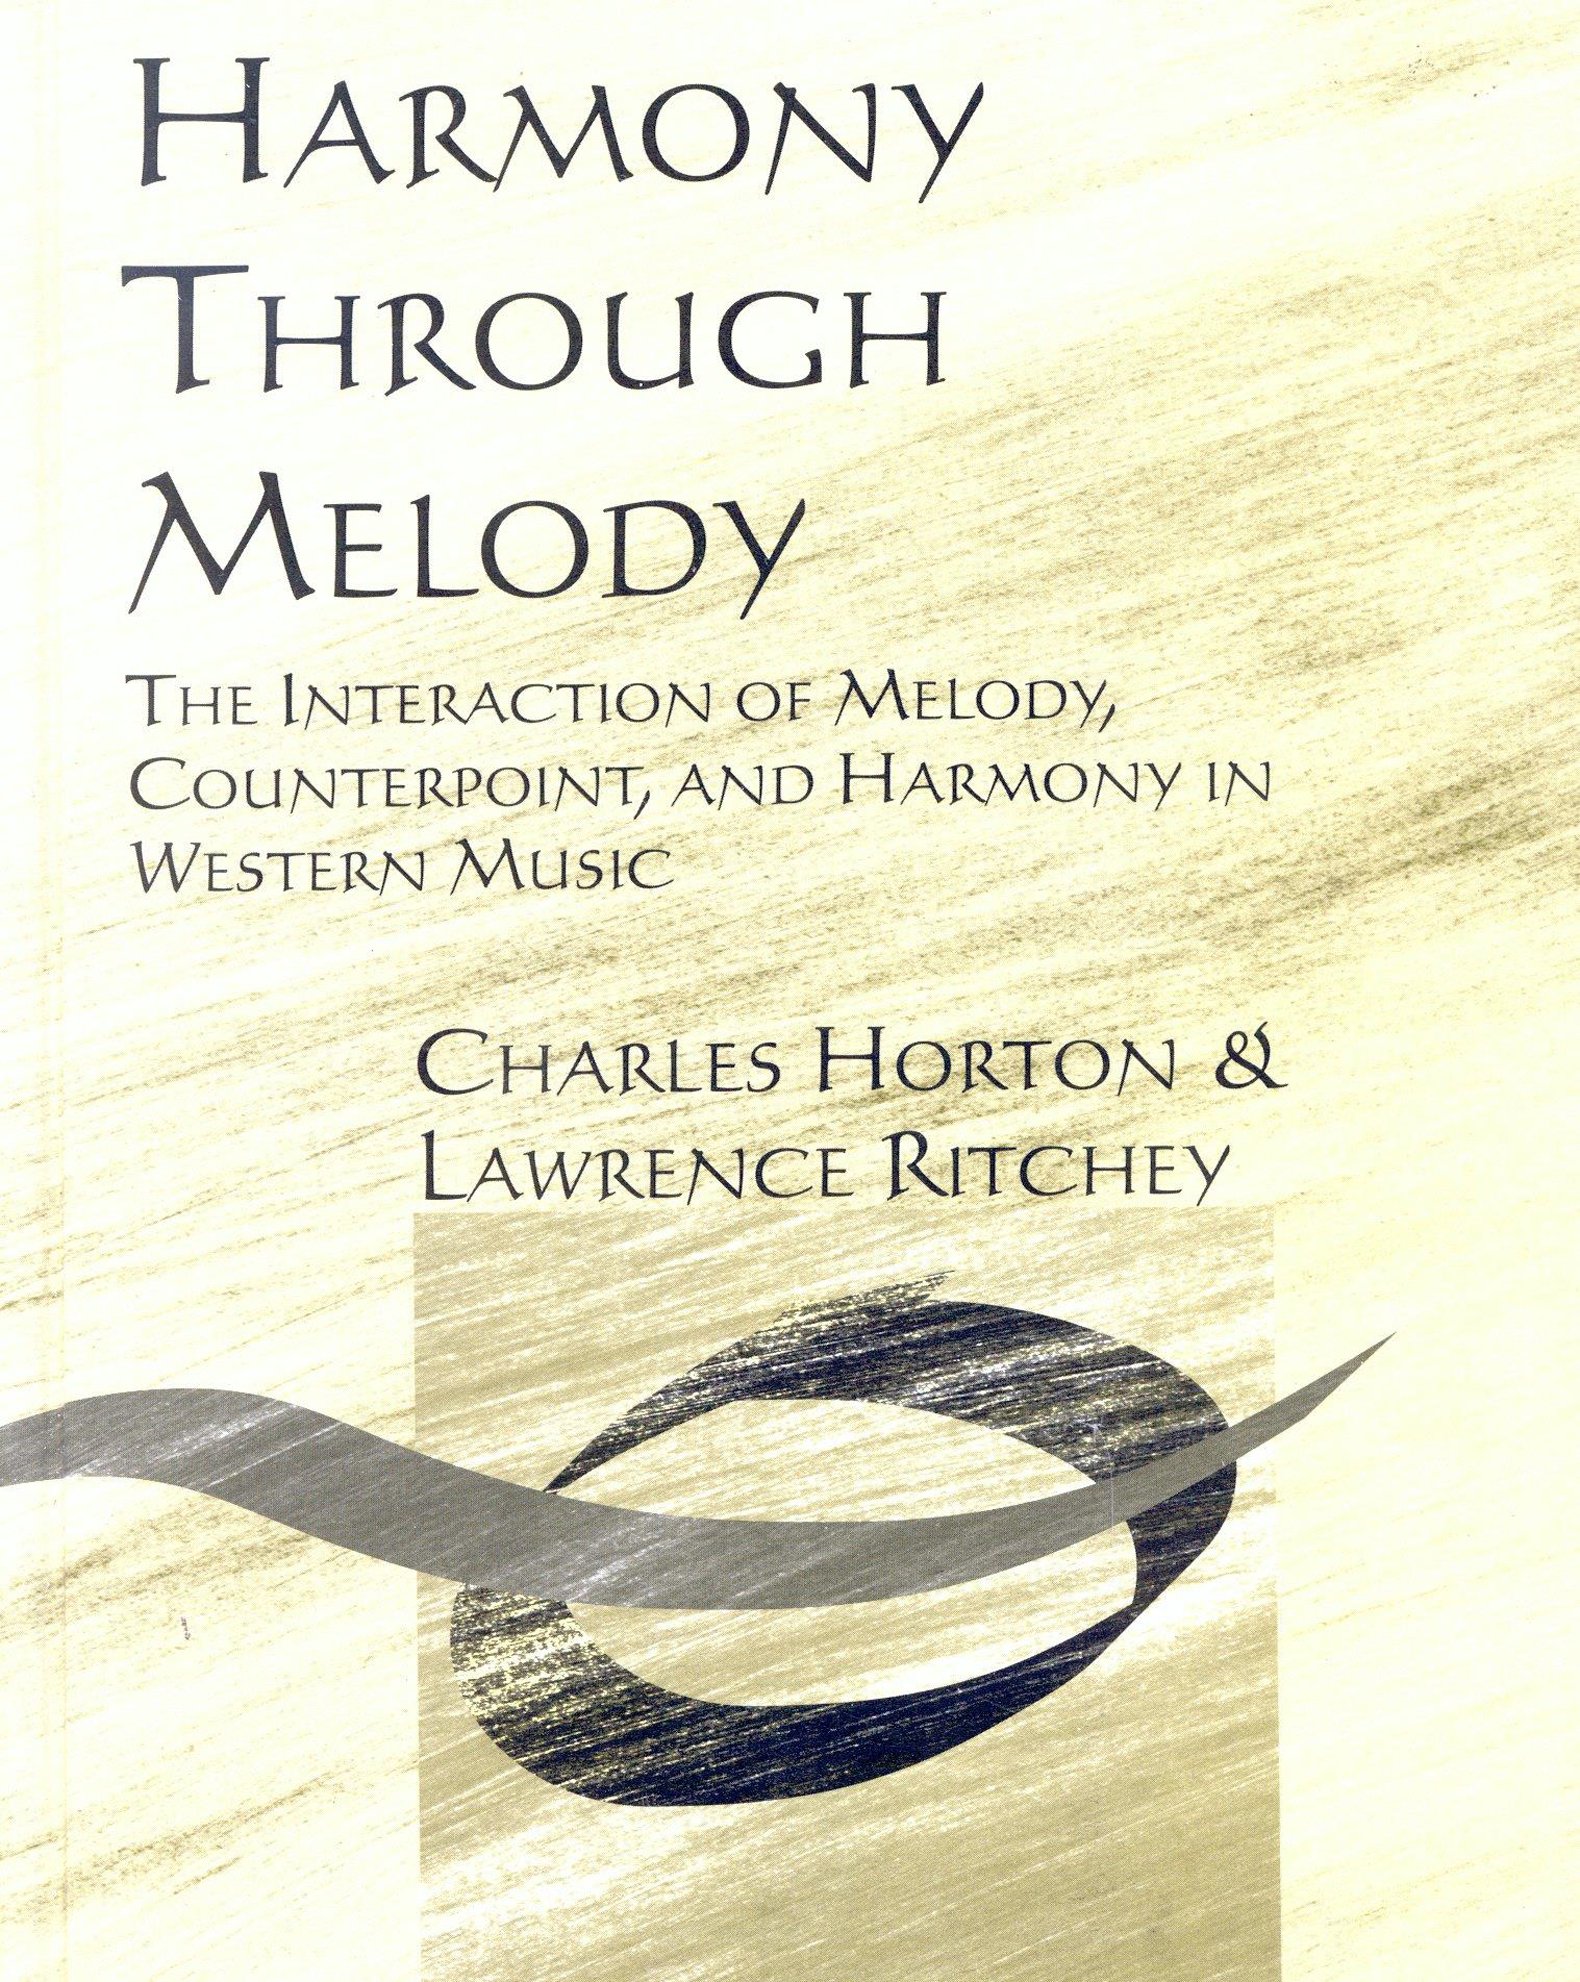 HARMONY
THROUGH
MELODY
THE INTERACTION OF MELODY,
COUNTERPOINT, AND HARMONY IN
WESTERN MUSIC
CHARLES HORTON &
LAWRENCE RITCHEY